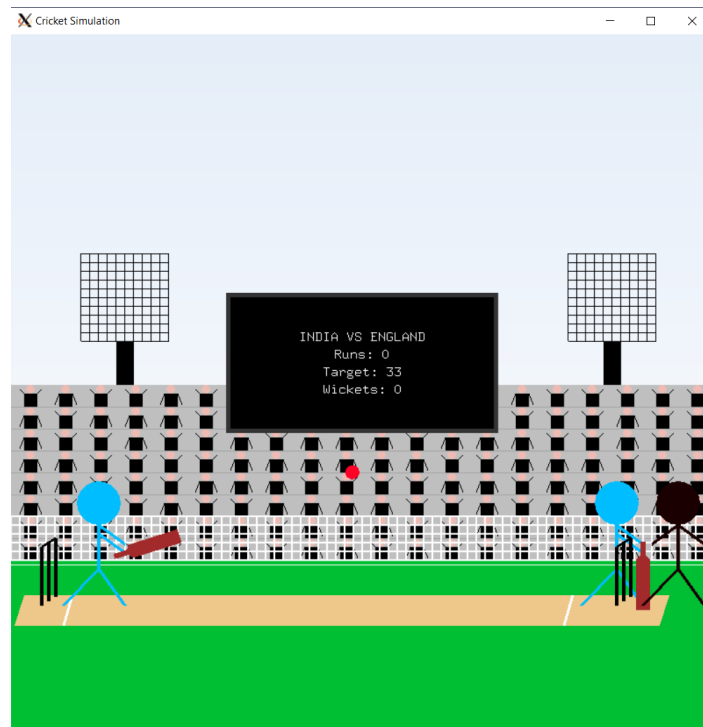 Cricket Simulation
INDIA VS ENGLAND
Runs: 0
Target: 33
Wickets: 0